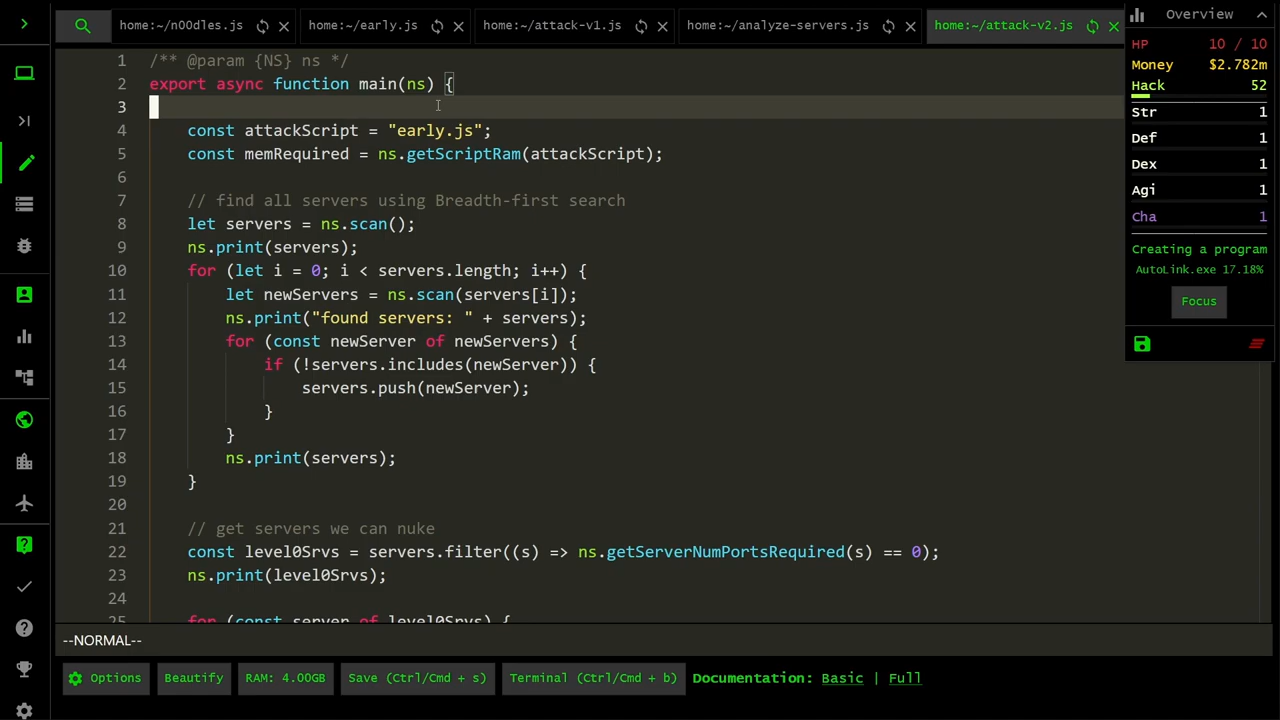 home:~/n00dles.js
home:~/early.js
home:~/attack-v1.js
home:~/analyze-servers.js
home:~/attack-v2.js
Overview
HP 10 / 10
Money $2.782m
Hack 52
Str 1
Def 1
Dex 1
Agi 1
Cha 1
Creating a program
AutoLink.exe 17.18%
Focus
1 /** @param {NS} ns */
2 export async function main(ns) {
3
4 const attackScript = "early.js";
5 const memRequired = ns.getScriptRam(attackScript);
6
7 // find all servers using Breadth-first search
8 let servers = ns.scan();
9 ns.print(servers);
10 for (let i = 0; i < servers.length; i++) {
11 let newServers = ns.scan(servers[i]);
12 ns.print("found servers: " + servers);
13 for (const newServer of newServers) {
14 if (!servers.includes(newServer)) {
15 servers.push(newServer);
16 }
17 }
18 ns.print(servers);
19 }
20
21 // get servers we can nuke
22 const level0Srvs = servers.filter((s) => ns.getServerNumPortsRequired(s) == 0);
23 ns.print(level0Srvs);
24
25 for (const server of level0Srvs) {
--NORMAL--
Options
Beautify
RAM: 4.00GB
Save (Ctrl/Cmd + s)
Terminal (Ctrl/Cmd + b)
Documentation: Basic | Full